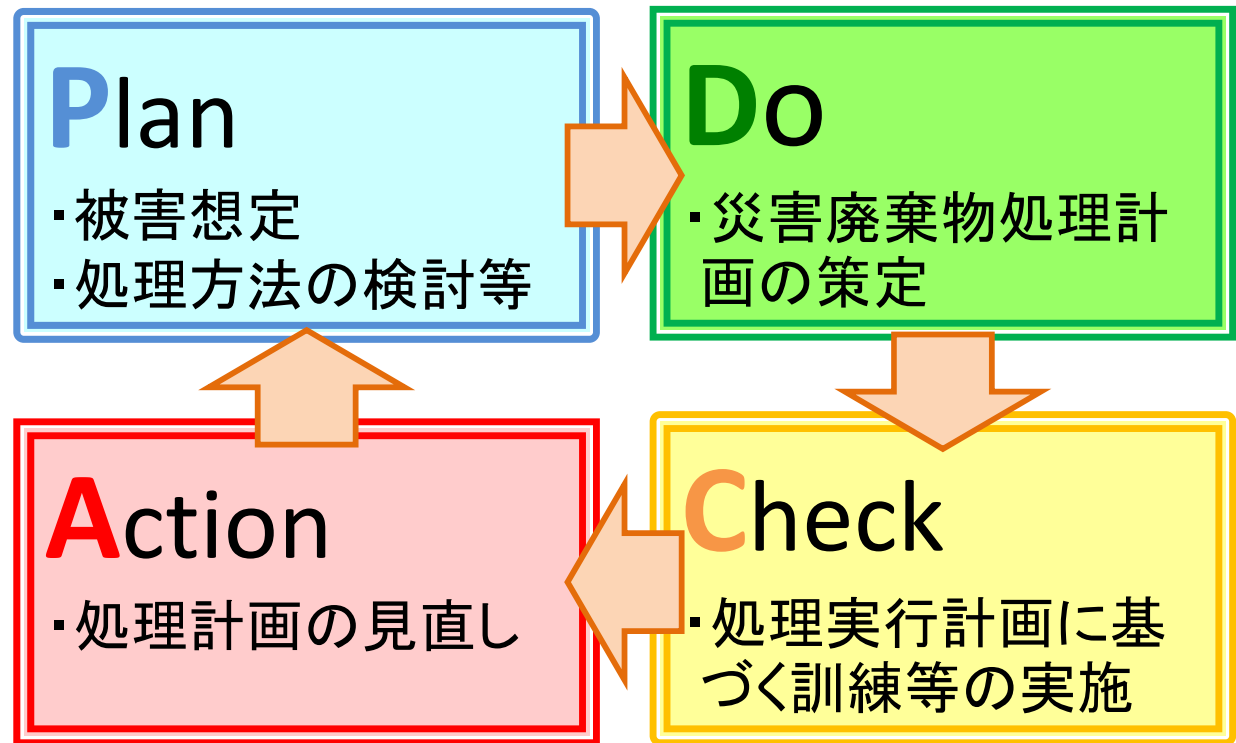 Plan
・被害想定
・処理方法の検討等
Do
・災害廃棄物処理計
画の策定
Check
・処理実行計画に基
づく訓練等の実施
Action
・処理計画の見直し